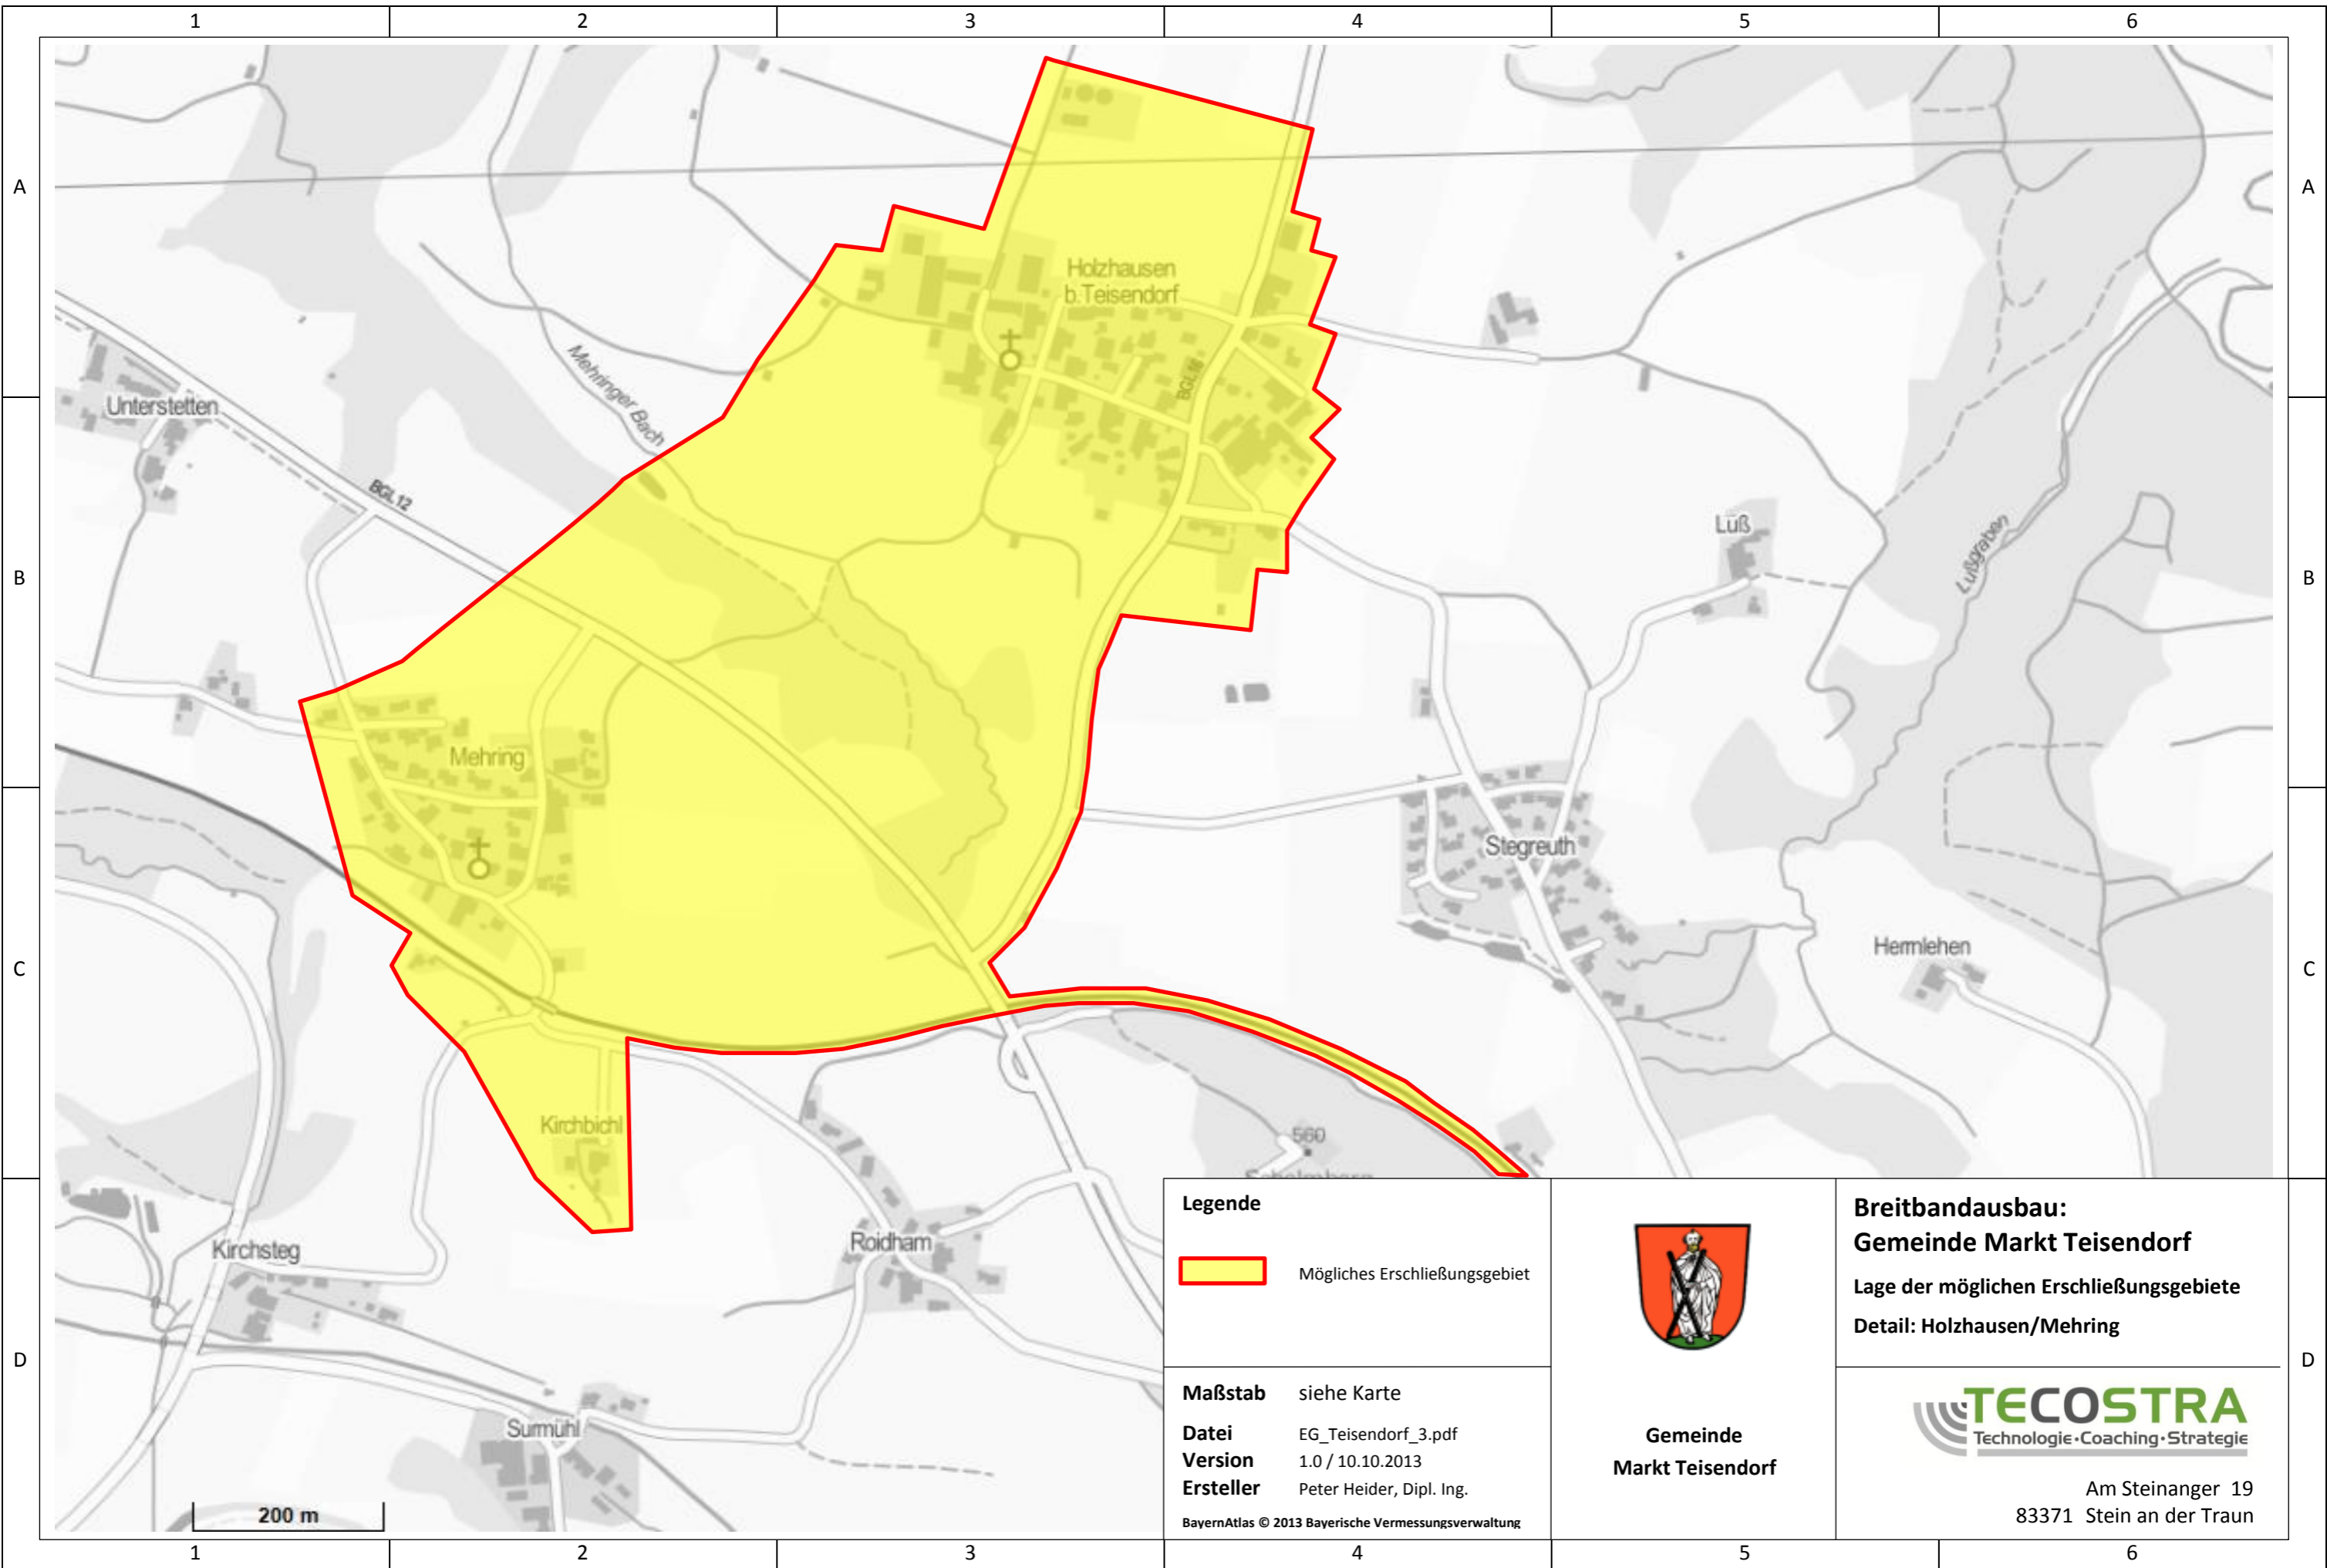 1 2 3 4 5 6
A A
Holzhausen
b.Teisendorf
Mehringer Bach
BGL16
Unterstetten
BGL12
Lüß
Lußgraben
B B
Mehring
Stegreuth
Hermlehen
C C
Kirchbichl
560
Kirchsteg
Roidham
Surmühl
200 m
D D
Legende
Mögliches Erschließungsgebiet
Maßstab siehe Karte
Datei EG_Teisendorf_3.pdf
Version 1.0 / 10.10.2013
Ersteller Peter Heider, Dipl. Ing.
BayernAtlas © 2013 Bayerische Vermessungsverwaltung
Gemeinde
Markt Teisendorf
Breitbandausbau:
Gemeinde Markt Teisendorf
Lage der möglichen Erschließungsgebiete
Detail: Holzhausen/Mehring
TECOSTRA
Technologie·Coaching·Strategie
Am Steinanger 19
83371 Stein an der Traun
1 2 3 4 5 6